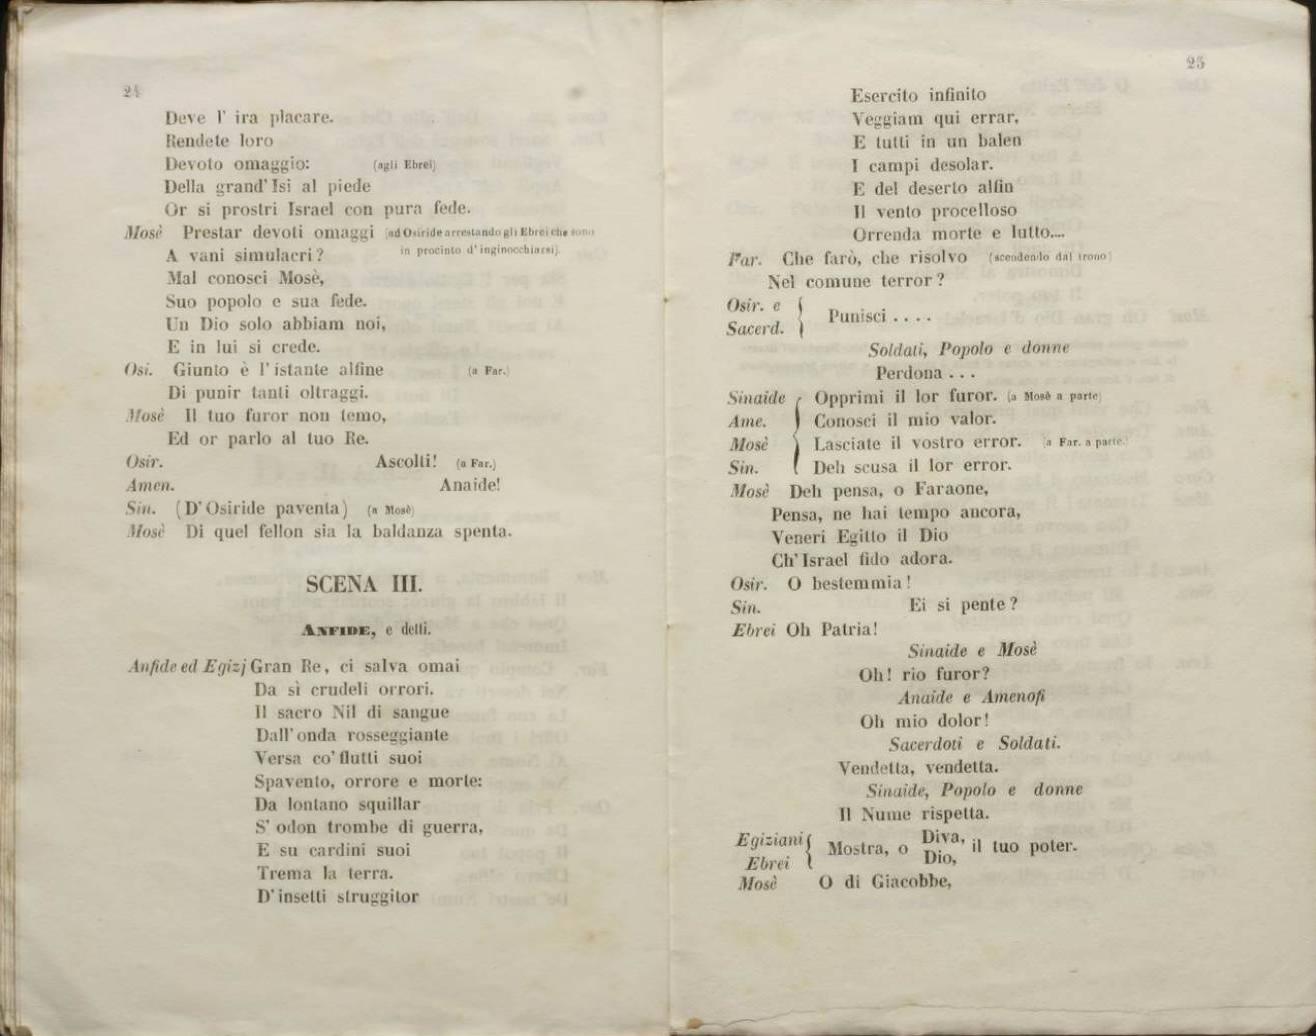 24
Deve l' ira placare.
Rendete loro
Devoto omaggio: (agli Ebrei)
Della grand' Isi al piede
Or si prostri Israel con pura fede.
Mosè Prestar devoti omaggi (ad Osiride arrestando gli Ebrei che sono
A vani simulacri? in procinto d' inginocchiarsi).
Mal conosci Mosè,
Suo popolo e sua fede.
Un Dio solo abbiam noi,
E in lui si crede.
Osi. Giunto è l' istante alfine (a Far.)
Di punir tanti oltraggi.
Mosè Il tuo furor non temo,
Ed or parlo al tuo Re.
Osir. Ascolti! (a Far.)
Amen. Anaide!
Sin. (D' Osiride paventa) (a Mosè)
Mosè Di quel fellon sia la baldanza spenta.
SCENA III.
ANFIDE, e detti.
Anfide ed Egizj Gran Re, ci salva omai
Da sì crudeli orrori.
Il sacro Nil di sangue
Dall' onda rosseggiante
Versa co' flutti suoi
Spavento, orrore e morte:
Da lontano squillar
S' odon trombe di guerra,
E su cardini suoi
Trema la terra.
D' insetti struggitor
25
Esercito infinito
Veggiam qui errar,
E tutti in un balen
I campi desolar.
E del deserto alfin
Il vento procelloso
Orrenda morte e lutto....
Far. Che farò, che risolvo (scendendo dal trono)
Nel comune terror?
Osir. e
Sacerd. Punisci . . . .
Soldati, Popolo e donne
Perdona . . .
Sinaide Opprimi il lor furor. (a Mosè a parte)
Ame. Conosci il mio valor.
Mosè Lasciate il vostro error. (a Far. a parte.)
Sin. Deh scusa il lor error.
Mosè Deh pensa, o Faraone,
Pensa, ne hai tempo ancora,
Veneri Egitto il Dio
Ch' Israel fido adora.
Osir. O bestemmia!
Sin. Ei si pente?
Ebrei Oh Patria!
Sinaide e Mosè
Oh! rio furor?
Anaide e Amenofi
Oh mio dolor!
Sacerdoti e Soldati.
Vendetta, vendetta.
Sinaide, Popolo e donne
Il Nume rispetta.
Egiziani Mostra, o Diva, il tuo poter.
Ebrei Dio,
Mosè O di Giacobbe,